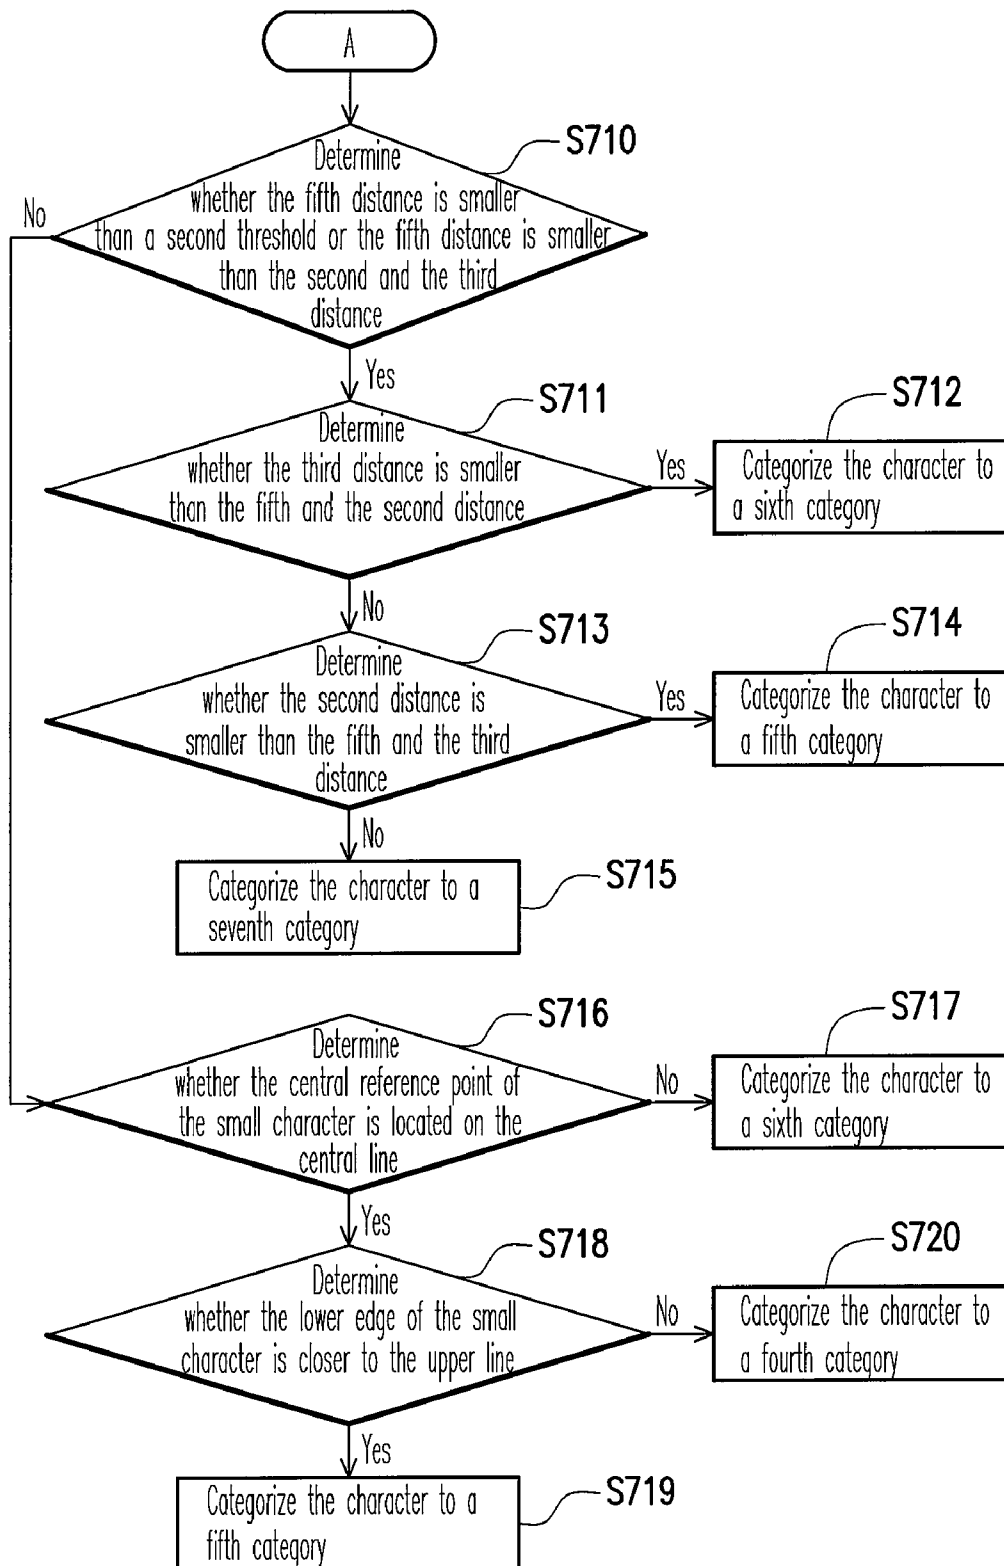 A
S710
Determine
whether the fifth distance is smaller
than a second threshold or the fifth distance is smaller
than the second and the third
distance
No
Yes
S711
Determine
whether the third distance is smaller
than the fifth and the second distance
Yes
S712
Categorize the character to
a sixth category
No
S713
Determine
whether the second distance is
smaller than the fifth and the third
distance
Yes
S714
Categorize the character to
a fifth category
No
S715
Categorize the character to a
seventh category
S716
Determine
whether the central reference point of
the small character is located on the
central line
No
S717
Categorize the character to
a sixth category
Yes
S718
Determine
whether the lower edge of the small
character is closer to the upper line
No
S720
Categorize the character to
a fourth category
Yes
S719
Categorize the character to a
fifth category